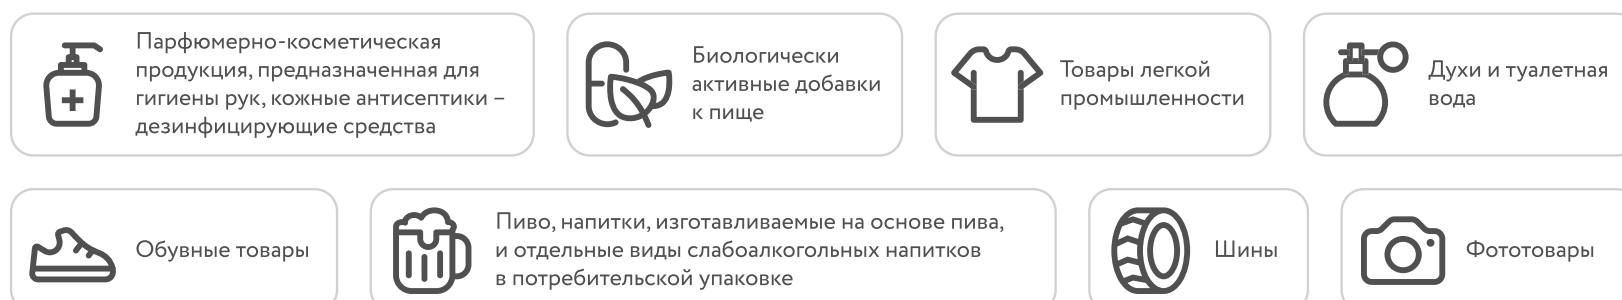 Парфюмерно-косметическая
продукция, предназначенная для
гигиены рук, кожные антисептики –
дезинфицирующие средства
Биологически
активные добавки
к пище
Товары легкой
промышленности
Духи и туалетная
вода
Обувные товары
Пиво, напитки, изготавливаемые на основе пива,
и отдельные виды слабоалкогольных напитков
в потребительской упаковке
Шины
Фототовары